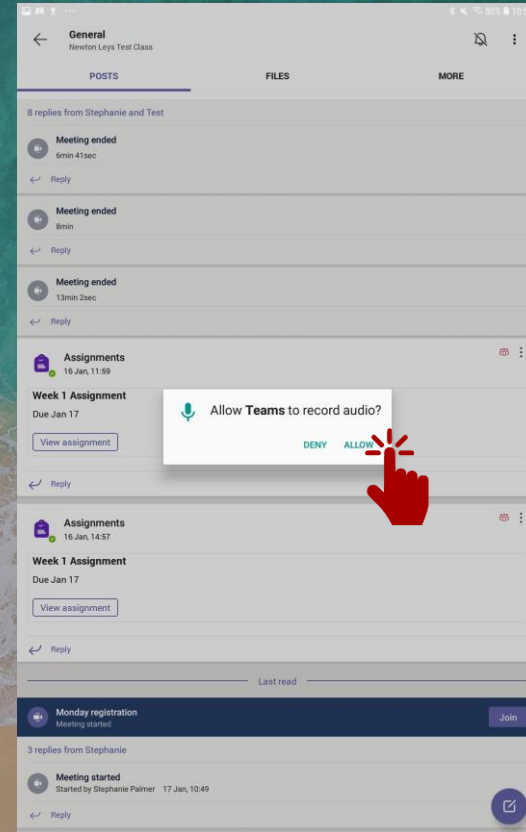 80% 10:5
General
Newton Leys Test Class
POSTS FILES MORE
8 replies from Stephanie and Test
Meeting ended
6min 41sec
Reply
Meeting ended
8min
Reply
Meeting ended
13min 2sec
Reply
Assignments
16 Jan, 11:59
Week 1 Assignment
Due Jan 17
View assignment
Reply
Allow Teams to record audio?
DENY ALLOW
Assignments
16 Jan, 14:57
Week 1 Assignment
Due Jan 17
View assignment
Reply
Last read
Monday registration
Meeting started
Join
3 replies from Stephanie
Meeting started
Started by Stephanie Palmer 17 Jan, 10:49
Reply